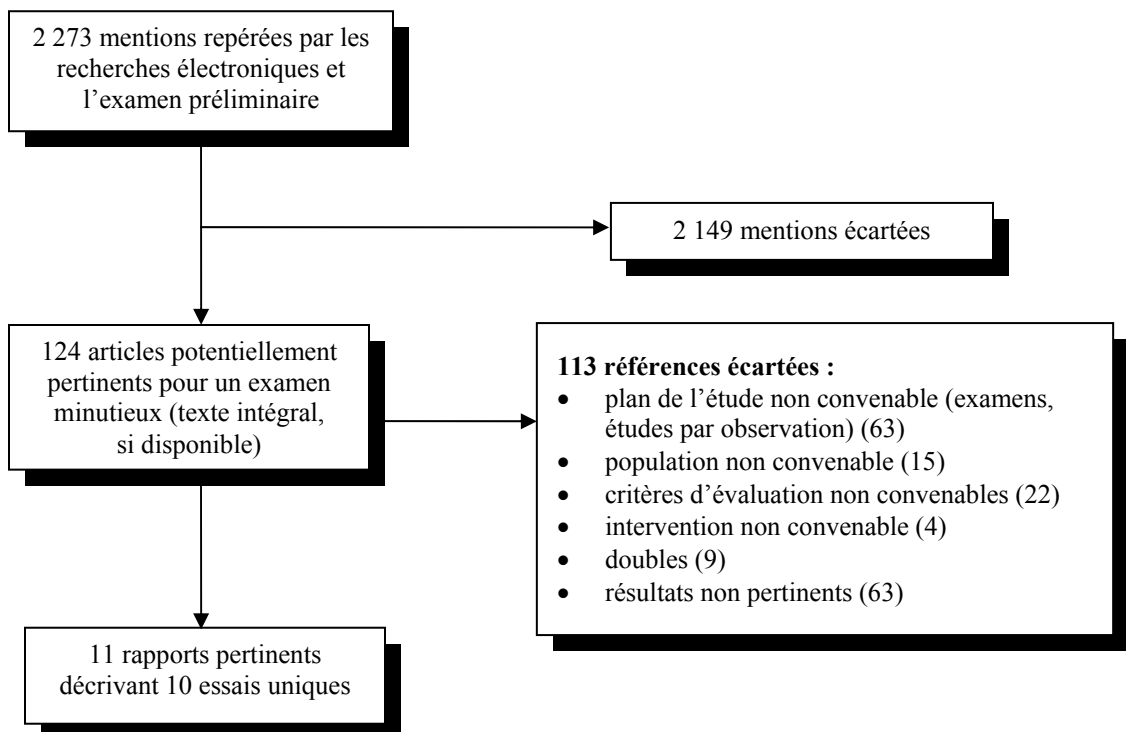 2 273 mentions repérées par les
recherches électroniques et
l’examen préliminaire
2 149 mentions écartées
124 articles potentiellement
pertinents pour un examen
minutieux (texte intégral,
si disponible)
113 références écartées :
• plan de l’étude non convenable (examens,
études par observation) (63)
• population non convenable (15)
• critères d’évaluation non convenables (22)
• intervention non convenable (4)
• doubles (9)
• résultats non pertinents (63)
11 rapports pertinents
décrivant 10 essais uniques